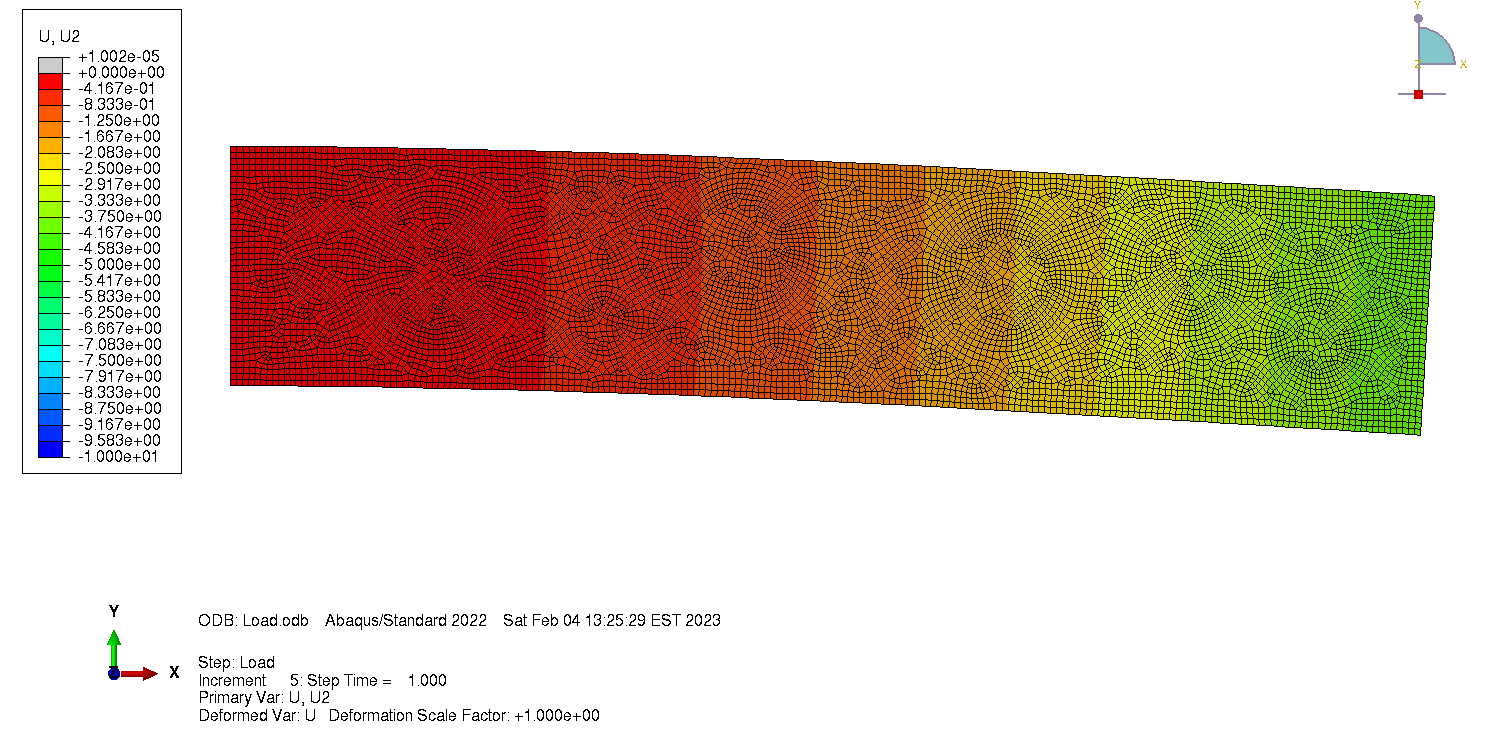 U, U2
+1.002e-05
+0.000e+00
-4.167e-01
-8.333e-01
-1.250e+00
-1.667e+00
-2.083e+00
-2.500e+00
-2.917e+00
-3.333e+00
-3.750e+00
-4.167e+00
-4.583e+00
-5.000e+00
-5.417e+00
-5.833e+00
-6.250e+00
-6.667e+00
-7.083e+00
-7.500e+00
-7.917e+00
-8.333e+00
-8.750e+00
-9.167e+00
-9.583e+00
-1.000e+01
Y
Z X
Y
Z X
ODB: Load.odb Abaqus/Standard 2022 Sat Feb 04 13:25:29 EST 2023
Step: Load
Increment 5: Step Time = 1.000
Primary Var: U, U2
Deformed Var: U Deformation Scale Factor: +1.000e+00